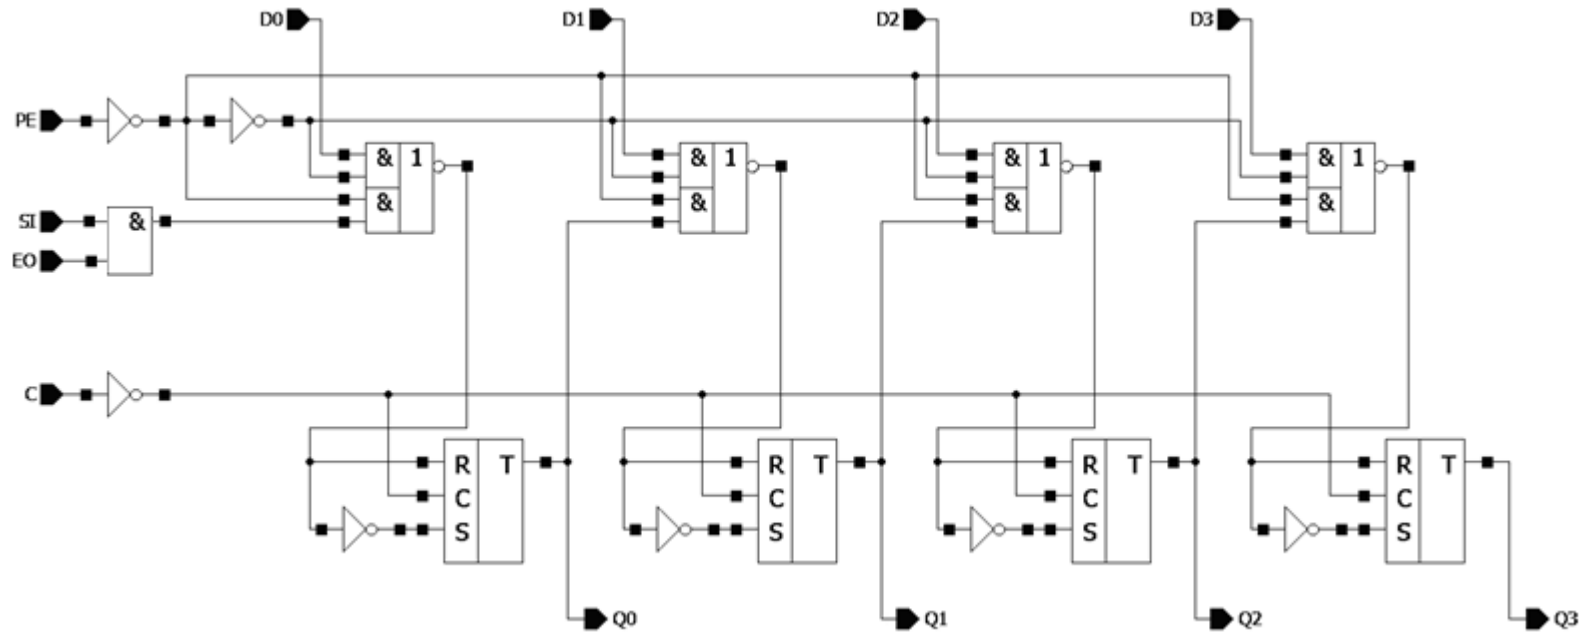 D0 D1 D2 D3
PE
& 1 & 1 & 1 & 1
& & & &
SI &
EO
C
R T R T R T R T
C C C C
S S S S
Q0 Q1 Q2 Q3